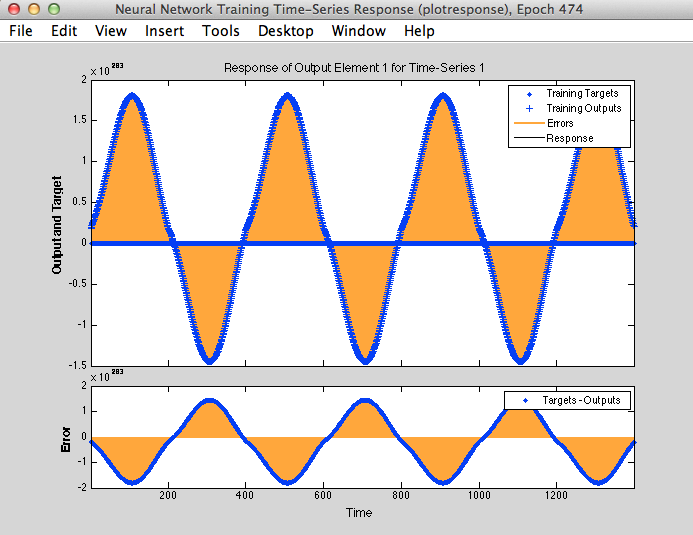 Neural Network Training Time-Series Response (plotresponse), Epoch 474
File Edit View Insert Tools Desktop Window Help
Response of Output Element 1 for Time-Series 1
× 10 283
2
1.5
1
0.5
0
-0.5
-1
-1.5
Output and Target
Training Targets
Training Outputs
Errors
Response
× 10 283
2
1
0
-1
-2
Error
Targets - Outputs
200 400 600 800 1000 1200
Time